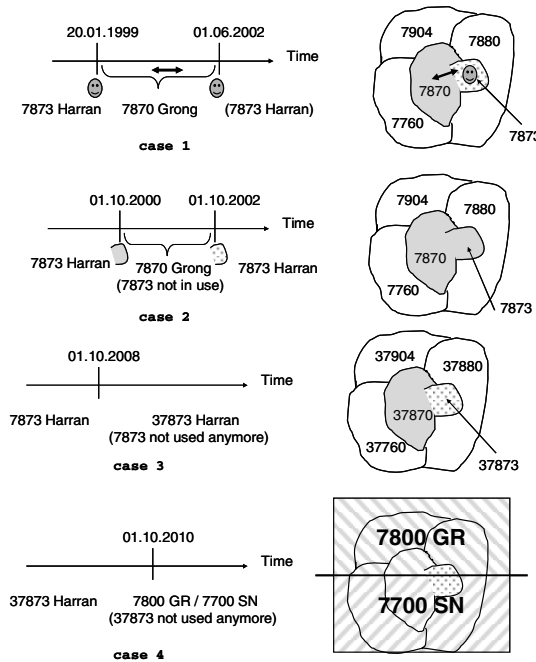 20.01.1999 01.06.2002
Time
7873 Harran 7870 Grong (7873 Harran)
case 1
7904 7880
7870
7760
7873
01.10.2000 01.10.2002
Time
7873 Harran 7870 Grong 7873 Harran
(7873 not in use)
case 2
7904 7880
7870
7760
7873
01.10.2008
Time
7873 Harran 37873 Harran
(7873 not used anymore)
case 3
37904 37880
37870
37760
37873
01.10.2010
Time
37873 Harran 7800 GR / 7700 SN
(37873 not used anymore)
case 4
7800 GR
7700 SN